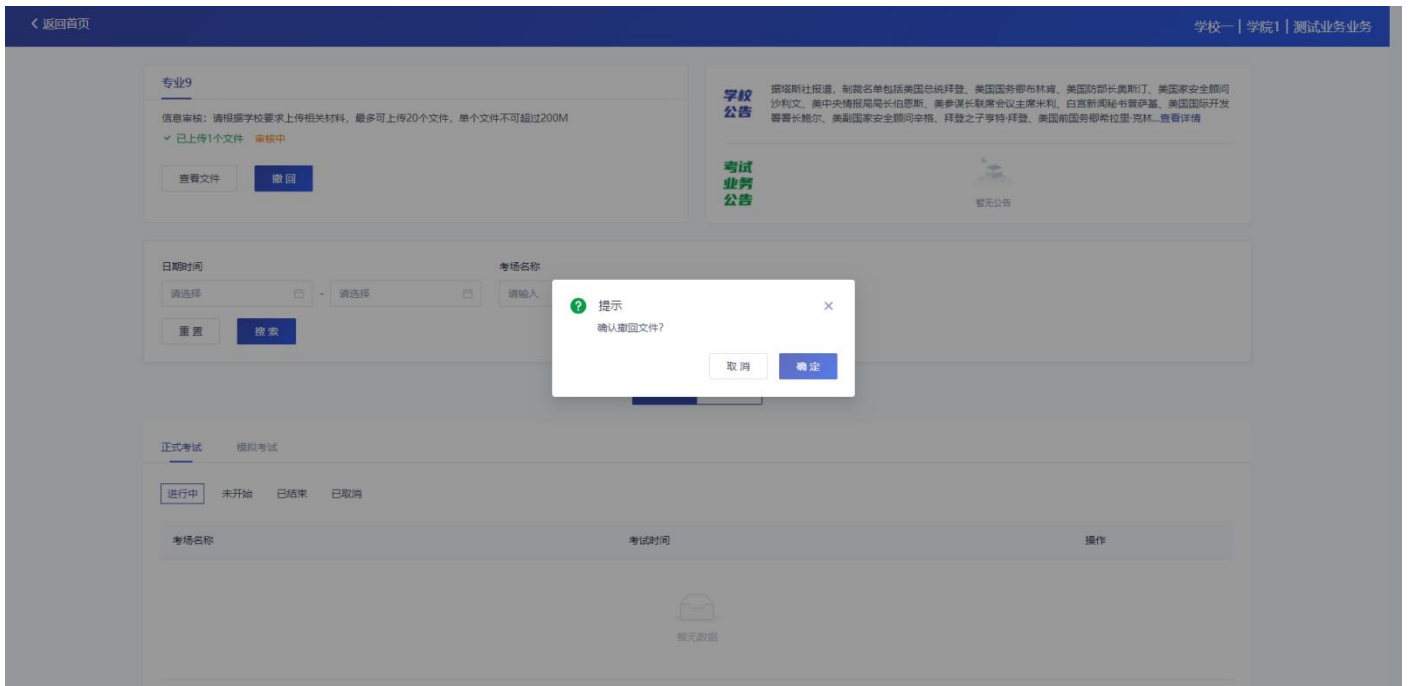 返回首页
学校一 | 学院1 | 测试业务业务
专业9
信息审核：请根据学校要求上传相关材料，最多可上传20个文件，单个文件不可超过200M
已上传1个文件 审核中
查看文件 撤回
学校
公告
据塔斯社报道，制裁名单包括美国总统拜登、美国国务卿布林肯、美国防部长奥斯汀、美国家安全顾问
沙利文、美中央情报局局长伯恩斯、美参谋长联席会议主席米利、白宫新闻秘书普萨基、美国国际开发
署署长鲍尔、美副国家安全顾问辛格、拜登之子亨特·拜登、美国前国务卿希拉里·克林...查看详情
考试
业务
公告
暂无公告
日期时间 考场名称
请选择 - 请选择 请输入
重置 搜索
提示
确认撤回文件?
取消 确定
正式考试 模拟考试
进行中 未开始 已结束 已取消
考场名称 考试时间 操作
暂无数据